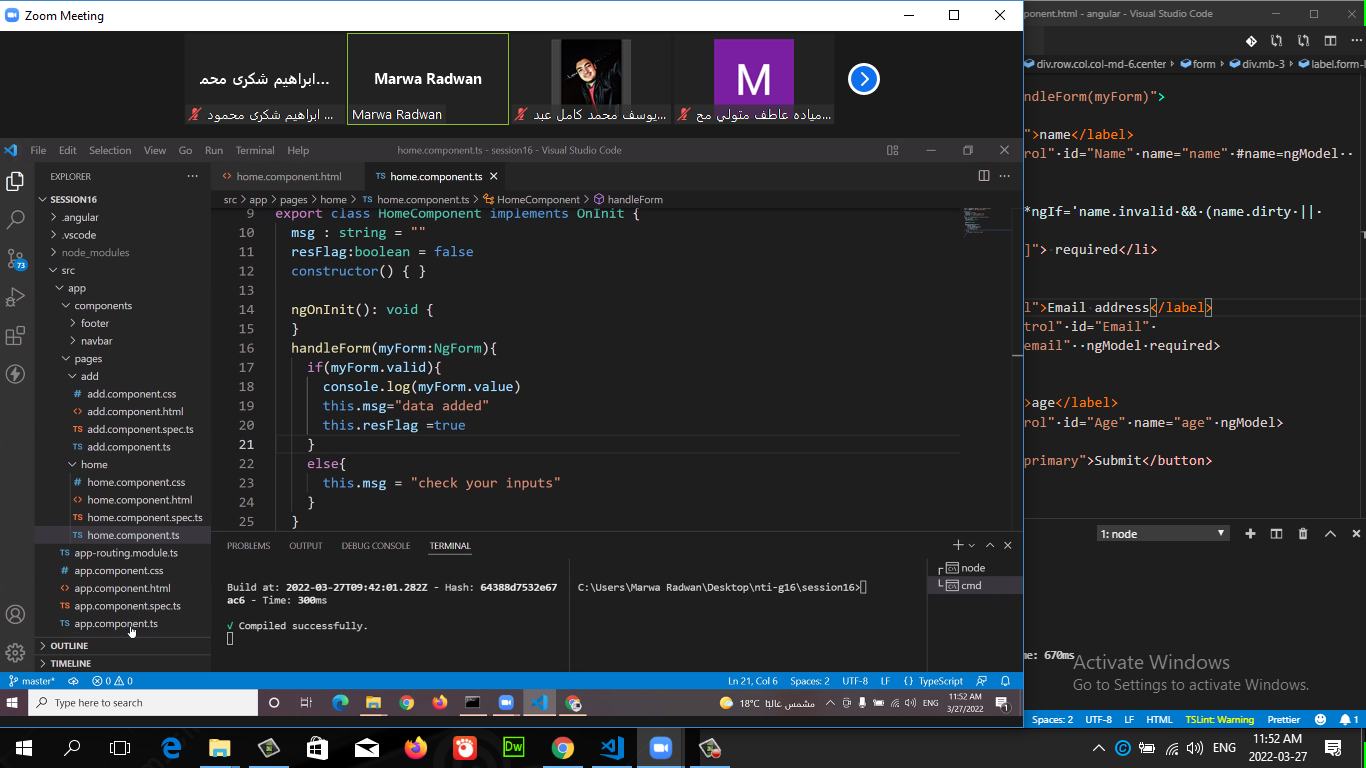 Zoom Meeting
ابراهيم شكرى محم...
ابراهيم شكرى محمود ...
Marwa Radwan
Marwa Radwan
يوسف محمد كامل عبد...
M
مياده عاطف متولي مح...
File Edit Selection View Go Run Terminal Help
home.component.ts - session16 - Visual Studio Code
EXPLORER ...
SESSION16
.angular
.vscode
node_modules
src
app
components
footer
navbar
pages
add
add.component.css
add.component.html
add.component.spec.ts
add.component.ts
home
home.component.css
home.component.html
home.component.spec.ts
home.component.ts
app-routing.module.ts
app.component.css
app.component.html
app.component.spec.ts
app.component.ts
OUTLINE
TIMELINE
73
home.component.html
TS home.component.ts
src > app > pages > home > TS home.component.ts > HomeComponent > handleForm
9 export class HomeComponent implements OnInit {
10 msg : string = ""
11 resFlag:boolean = false
12 constructor() { }
13
14 ngOnInit(): void {
15 }
16 handleForm(myForm:NgForm){
17 if(myForm.valid){
18 console.log(myForm.value)
19 this.msg="data added"
20 this.resFlag =true
21 }
22 else{
23 this.msg = "check your inputs"
24 }
25 }
PROBLEMS OUTPUT DEBUG CONSOLE TERMINAL
Build at: 2022-03-27T09:42:01.282Z - Hash: 64388d7532e67
ac6 - Time: 300ms
√ Compiled successfully.
C:\Users\Marwa Radwan\Desktop\nti-g16\session16>
node
cmd
master* 0 0
Ln 21, Col 6 Spaces: 2 UTF-8 LF {} TypeScript
Type here to search
18°C مشمس غالبًا
ENG
11:52 AM
3/27/2022
1
ponent.html - angular - Visual Studio Code
div.row.col.col-md-6.center > form > div.mb-3 > label.form-l
ndleForm(myForm)">
">name</label>
rol" id="Name" name="name" #name=ngModel
*ngIf='name.invalid && (name.dirty ||
]"> required</li>
l">Email address</label>
trol" id="Email"
email" ngModel required>
>age</label>
rol" id="Age" name="age" ngModel>
primary">Submit</button>
1: node
me: 670ms
Activate Windows
Go to Settings to activate Windows.
Spaces: 2 UTF-8 LF HTML TSLint: Warning Prettier 1
Dw
ENG
11:52 AM
2022-03-27